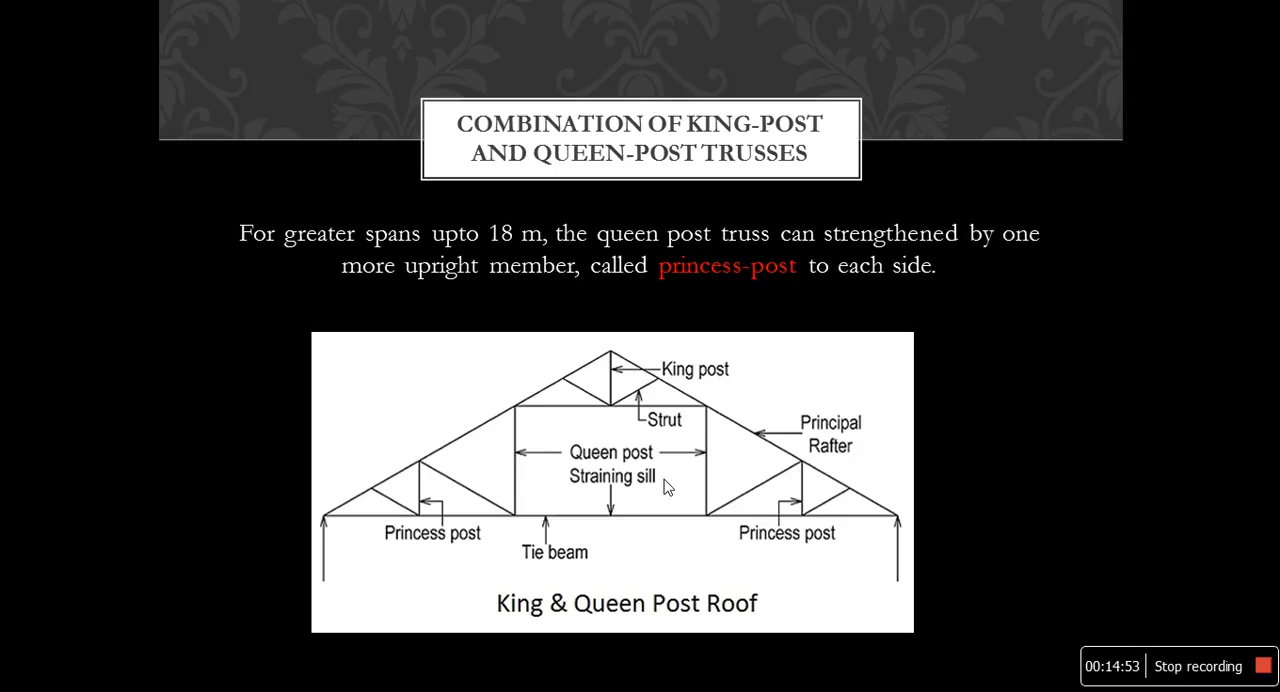 COMBINATION OF KING-POST
AND QUEEN-POST TRUSSES
For greater spans upto 18 m, the queen post truss can strengthened by one
more upright member, called princess-post to each side.
King post
Strut
Principal
Rafter
Queen post
Straining sill
Princess post
Princess post
Tie beam
King & Queen Post Roof
00:14:53 Stop recording